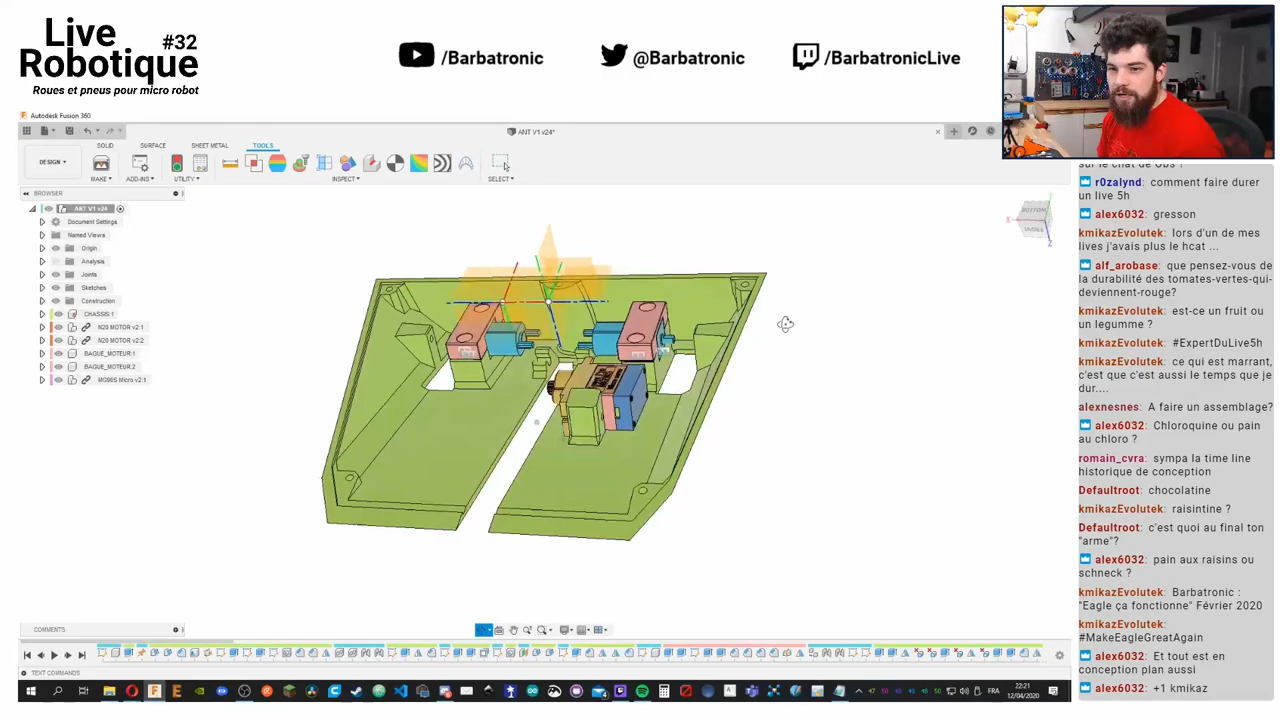 Live
Robotique #32
Roues et pneus pour micro robot
/Barbatronic
@Barbatronic
/BarbatronicLive
Autodesk Fusion 360
ANT V1 v24*
SOLID SURFACE SHEET METAL TOOLS
DESIGN
MAKE ADD-INS UTILITY INSPECT SELECT
BROWSER
ANT V1 v24
Document Settings
Named Views
Origin
Analysis
Joints
Sketches
Construction
CHASSIS:1
N20 MOTOR v2:1
N20 MOTOR v2:2
BAGUE_MOTEUR:1
BAGUE_MOTEUR:2
MG90S Micro v2:1
BOTTOM
COMMENTS
TEXT COMMANDS
FRA
22:21
12/04/2020
sur le chat de Obs ?
r0zalynd: comment faire durer
un live 5h
alex6032: gresson
kmikazEvolutek: lors d'un de mes
lives j'avais plus le hcat ...
alf_arobase: que pensez-vous de
la durabilité des tomates-vertes-qui-
deviennent-rouge?
kmikazEvolutek: est-ce un fruit ou
un legumme ?
kmikazEvolutek: #ExpertDuLive5h
kmikazEvolutek: ce qui est marrant,
c'est que c'est aussi le temps que je
dur....
alexnesnes: A faire un assemblage?
alex6032: Chloroquine ou pain
au chloro ?
romain_cvra: sympa la time line
historique de conception
Defaultroot: chocolatine
kmikazEvolutek: raisintine ?
Defaultroot: c'est quoi au final ton
"arme"?
alex6032: pain aux raisins ou
schneck ?
kmikazEvolutek: Barbatronic :
"Eagle ça fonctionne" Février 2020
kmikazEvolutek:
#MakeEagleGreatAgain
alex6032: Et tout est en
conception plan aussi
alex6032: +1 kmikaz